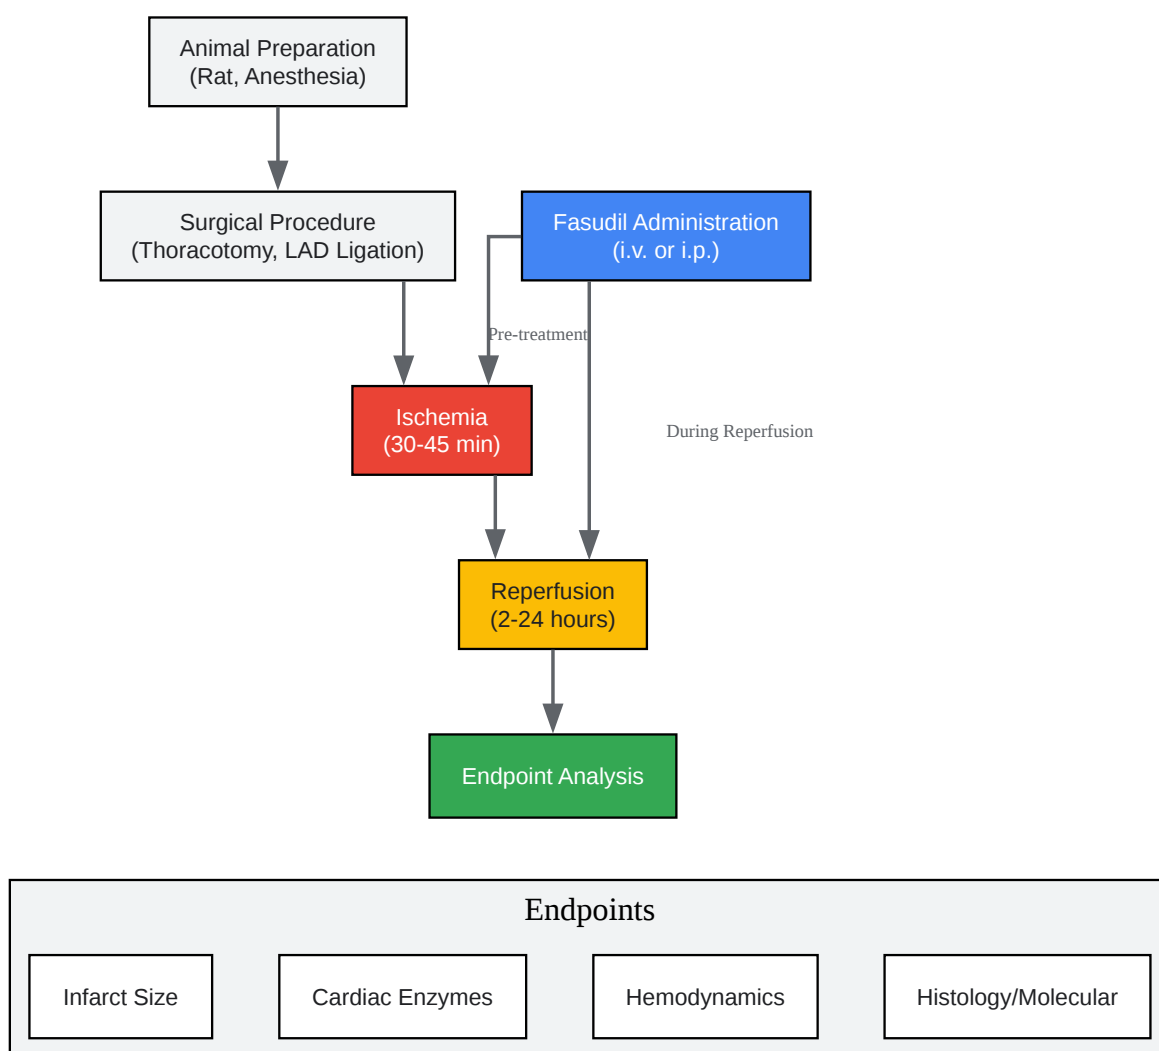 Animal Preparation
(Rat, Anesthesia)
Surgical Procedure
(Thoracotomy, LAD Ligation)
Fasudil Administration
(i.v. or i.p.)
Pre-treatment
Ischemia
(30-45 min)
During Reperfusion
Reperfusion
(2-24 hours)
Endpoint Analysis
Endpoints
Infarct Size
Cardiac Enzymes
Hemodynamics
Histology/Molecular